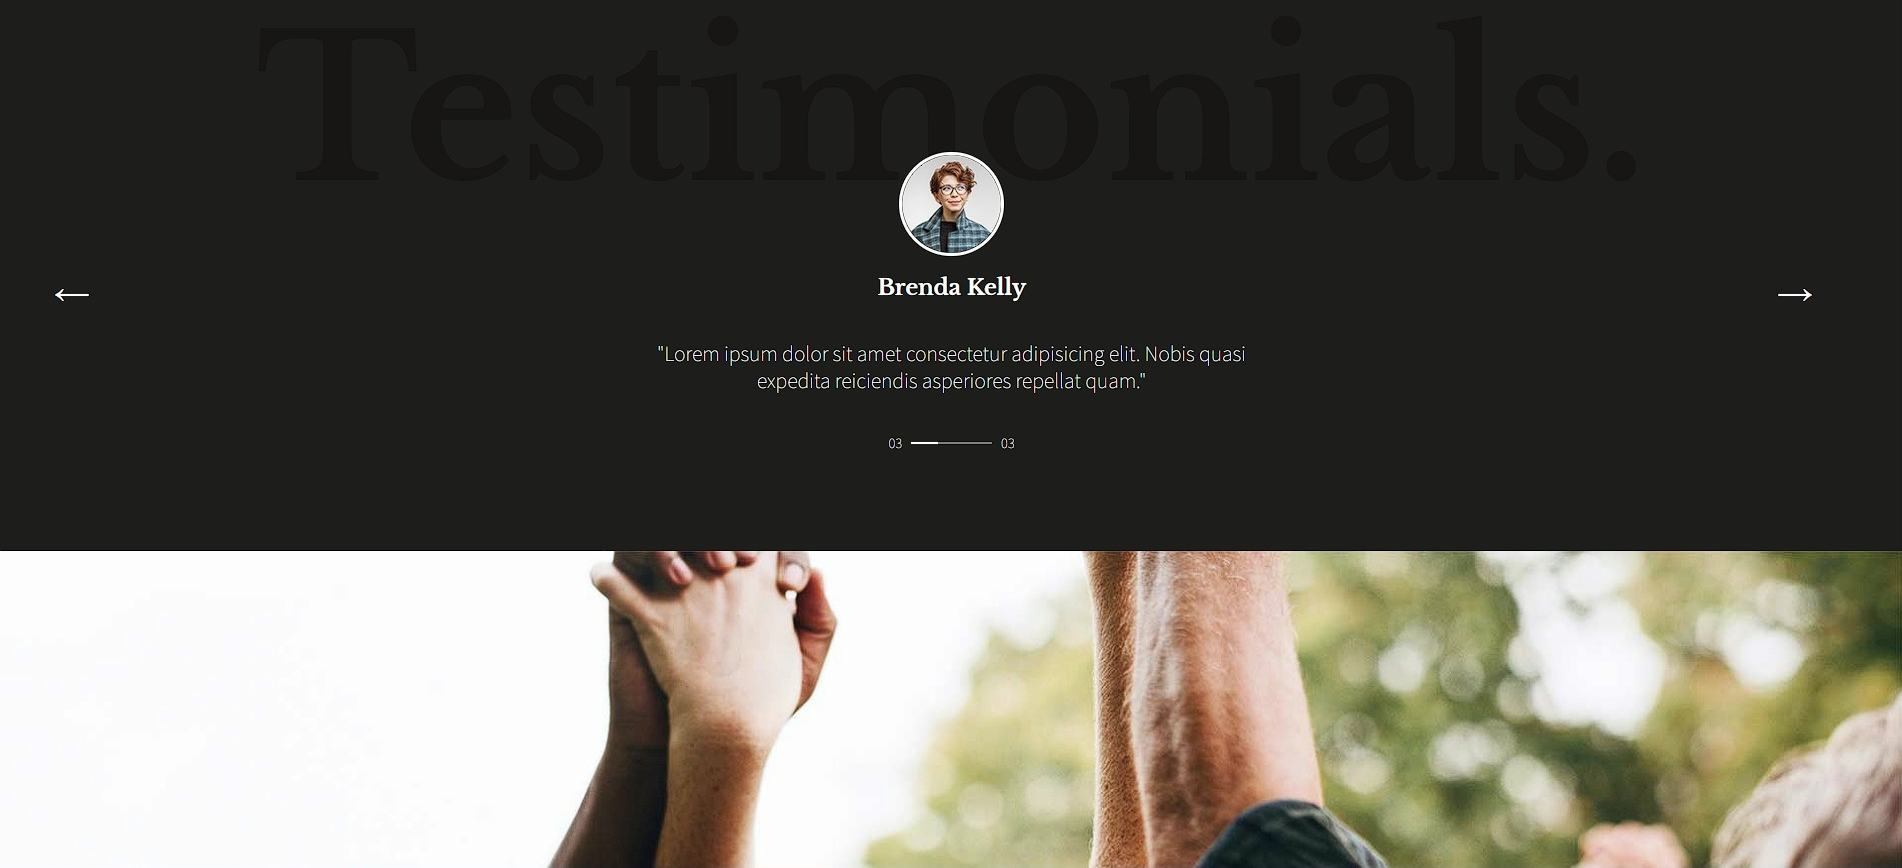 Testimonials.
Brenda Kelly
"Lorem ipsum dolor sit amet consectetur adipisicing elit. Nobis quasi
expedita reiciendis asperiores repellat quam."
03 03